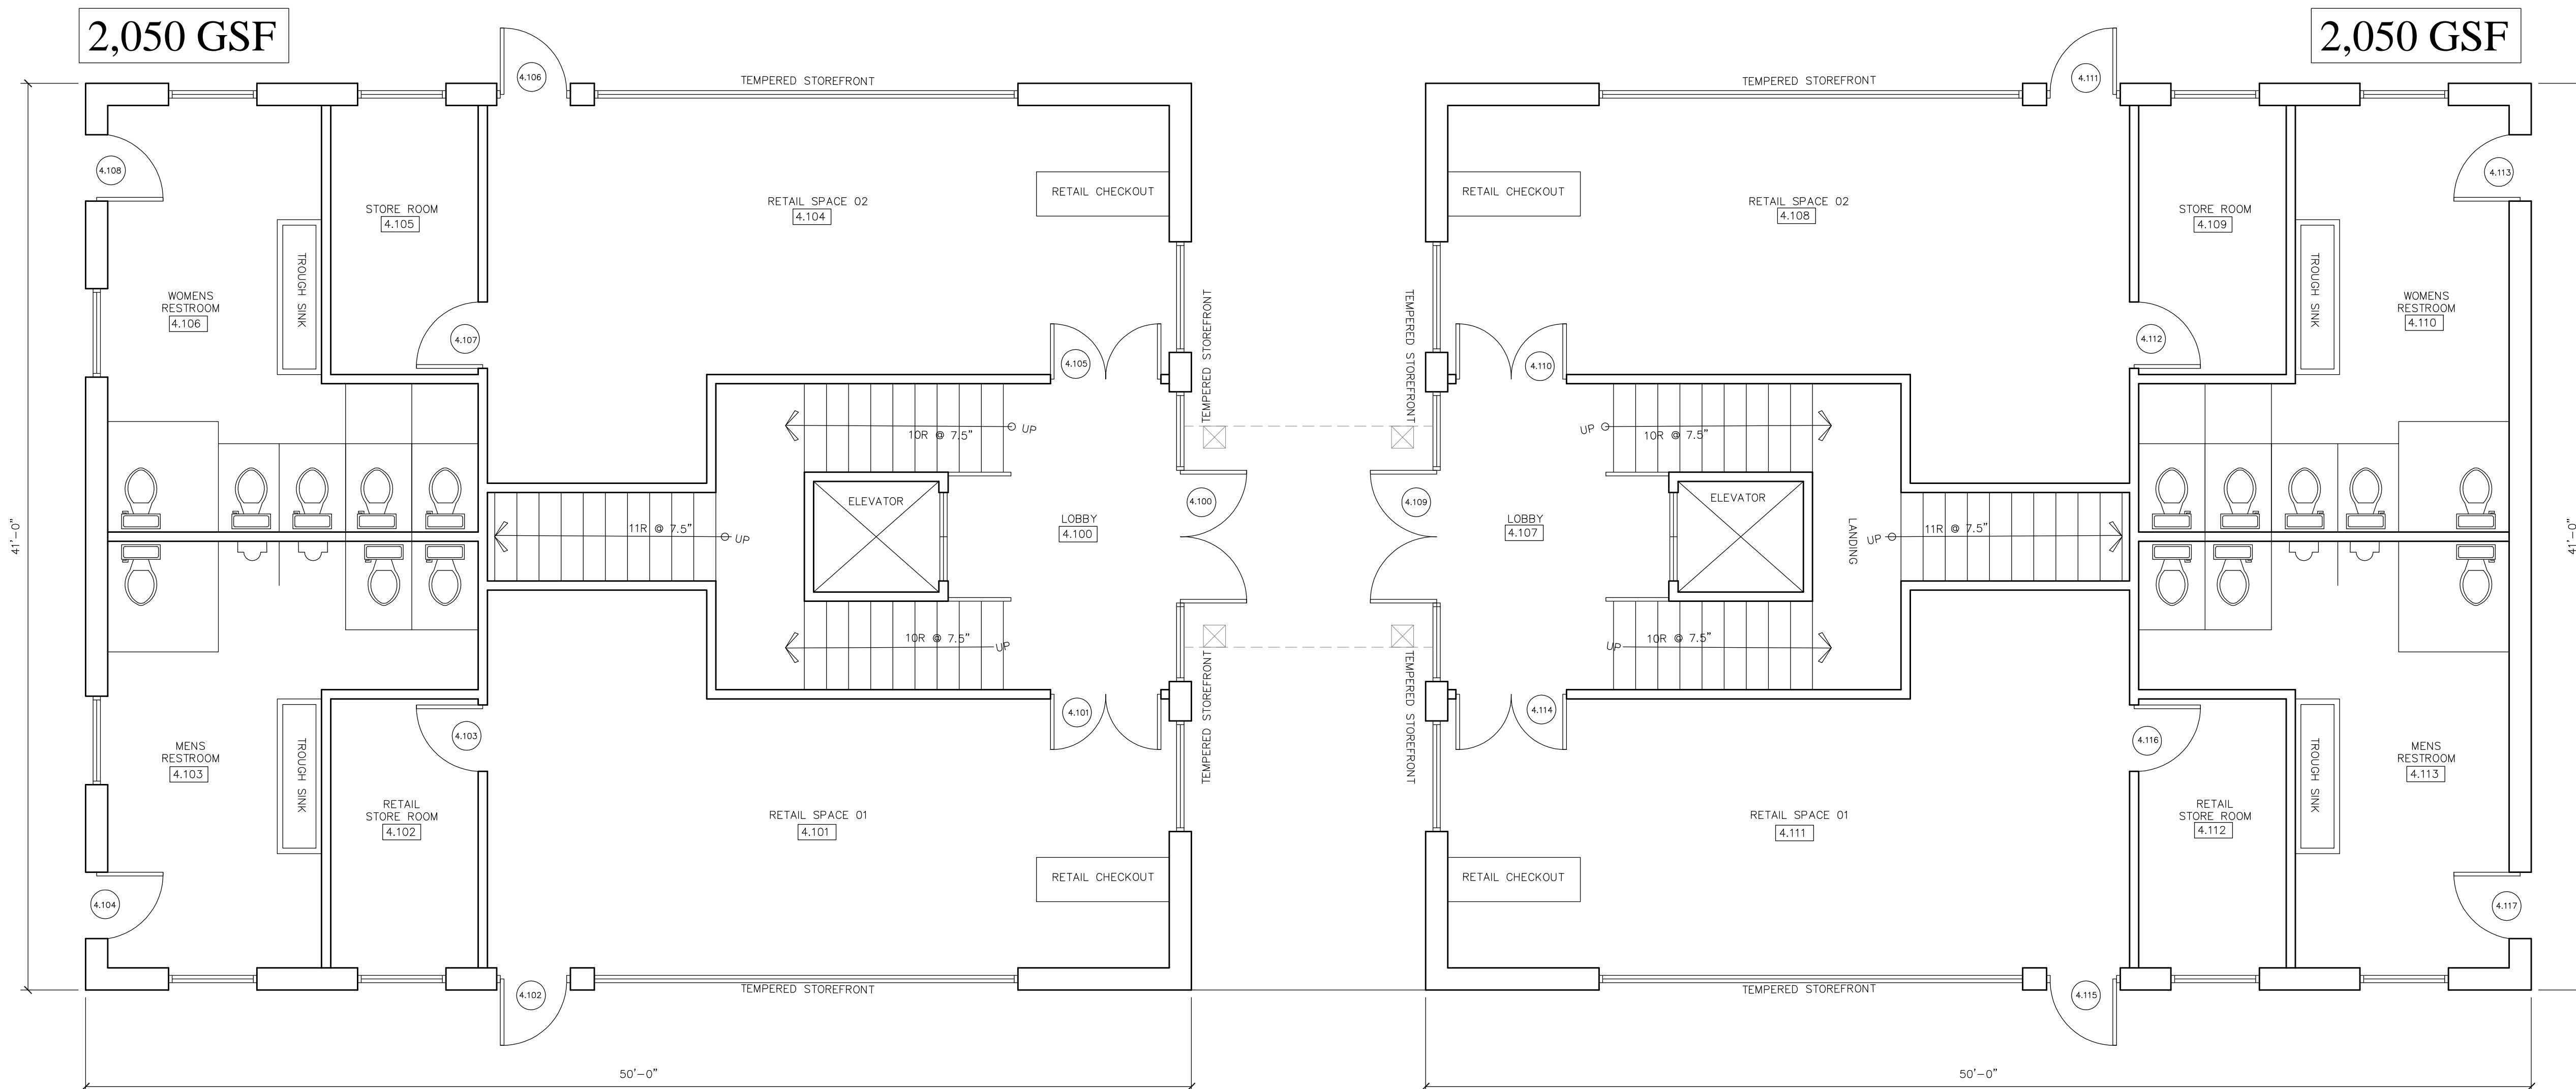 2,050 GSF
2,050 GSF
4.106
TEMPERED STOREFRONT
TEMPERED STOREFRONT
4.111
4.108
RETAIL CHECKOUT
RETAIL CHECKOUT
4.113
STORE ROOM
4.105
RETAIL SPACE 02
4.104
RETAIL SPACE 02
4.108
STORE ROOM
4.109
WOMENS
RESTROOM
4.106
TROUGH SINK
4.107
4.105
TEMPERED STOREFRONT
TEMPERED STOREFRONT
4.110
4.112
TROUGH SINK
WOMENS
RESTROOM
4.110
10R @ 7.5"
UP
UP
10R @ 7.5"
41'-0"
11R @ 7.5"
UP
ELEVATOR
LOBBY
4.100
4.100
4.109
LOBBY
4.107
ELEVATOR
LANDING
UP
11R @ 7.5"
41'-0"
10R @ 7.5"
UP
UP
10R @ 7.5"
4.103
4.101
TEMPERED STOREFRONT
TEMPERED STOREFRONT
4.114
4.116
MENS
RESTROOM
4.103
TROUGH SINK
RETAIL
STORE ROOM
4.102
RETAIL SPACE 01
4.101
RETAIL SPACE 01
4.111
RETAIL
STORE ROOM
4.112
TROUGH SINK
MENS
RESTROOM
4.113
4.104
RETAIL CHECKOUT
RETAIL CHECKOUT
4.117
4.102
TEMPERED STOREFRONT
TEMPERED STOREFRONT
4.115
50'-0"
50'-0"